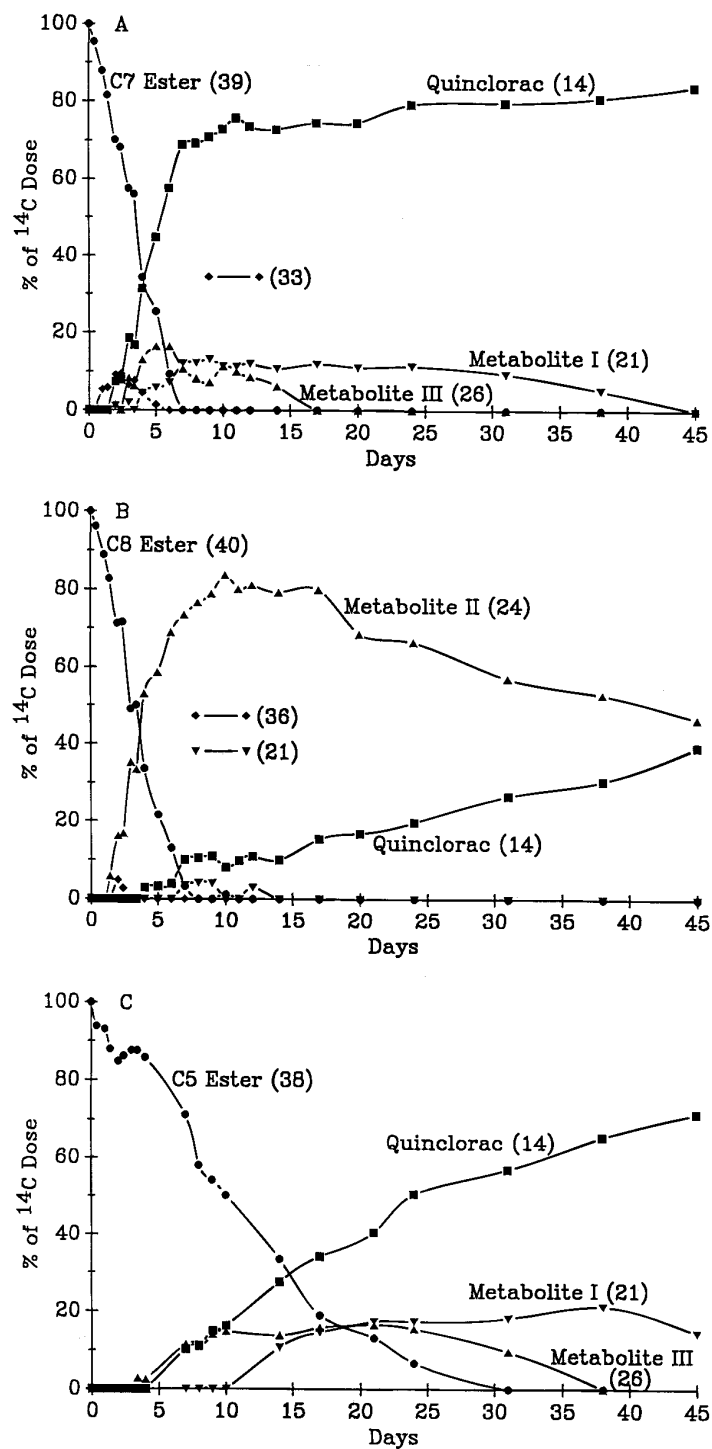 A
100
80
60
40
20
0
% of 14C Dose
C7 Ester (39)
Quinclorac (14)
(33)
Metabolite I (21)
Metabolite III (26)
0 5 10 15 20 25 30 35 40 45
Days
B
100
80
60
40
20
0
% of 14C Dose
C8 Ester (40)
Metabolite II (24)
(36)
(21)
Quinclorac (14)
0 5 10 15 20 25 30 35 40 45
Days
C
100
80
60
40
20
0
% of 14C Dose
C5 Ester (38)
Quinclorac (14)
Metabolite I (21)
Metabolite III
(26)
0 5 10 15 20 25 30 35 40 45
Days